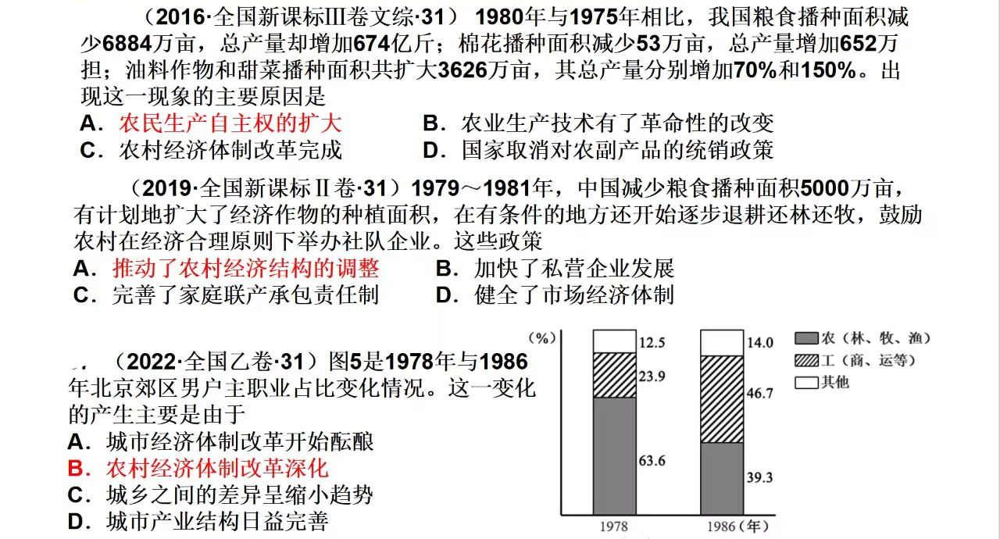 （2016·全国新课标Ⅲ卷文综·31） 1980年与1975年相比，我国粮食播种面积减
少6884万亩，总产量却增加674亿斤；棉花播种面积减少53万亩，总产量增加652万
担；油料作物和甜菜播种面积共扩大3626万亩，其总产量分别增加70%和150%。出
现这一现象的主要原因是
A．农民生产自主权的扩大 B．农业生产技术有了革命性的改变
C．农村经济体制改革完成 D．国家取消对农副产品的统销政策
（2019·全国新课标Ⅱ卷·31）1979～1981年，中国减少粮食播种面积5000万亩，
有计划地扩大了经济作物的种植面积，在有条件的地方还开始逐步退耕还林还牧，鼓励
农村在经济合理原则下举办社队企业。这些政策
A．推动了农村经济结构的调整 B．加快了私营企业发展
C．完善了家庭联产承包责任制 D．健全了市场经济体制
（2022·全国乙卷·31）图5是1978年与1986
年北京郊区男户主职业占比变化情况。这一变化
的产生主要是由于
A．城市经济体制改革开始酝酿
B．农村经济体制改革深化
C．城乡之间的差异呈缩小趋势
D．城市产业结构日益完善
（%）
12.5
23.9
63.6
14.0
46.7
39.3
1978 1986（年）
农（林、牧、渔）
工（商、运等）
其他